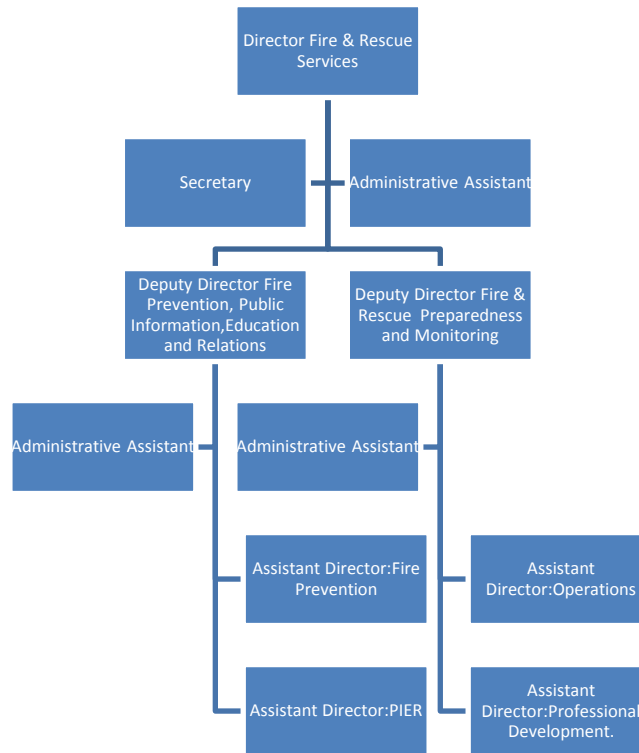 Director Fire & Rescue
Services
Secretary
Administrative Assistant
Deputy Director Fire
Prevention, Public
Information,Education
and Relations
Deputy Director Fire &
Rescue Preparedness
and Monitoring
Administrative Assistant
Administrative Assistant
Assistant Director:Fire
Prevention
Assistant
Director:Operations
Assistant Director:PIER
Assistant
Director:Professional
Development.